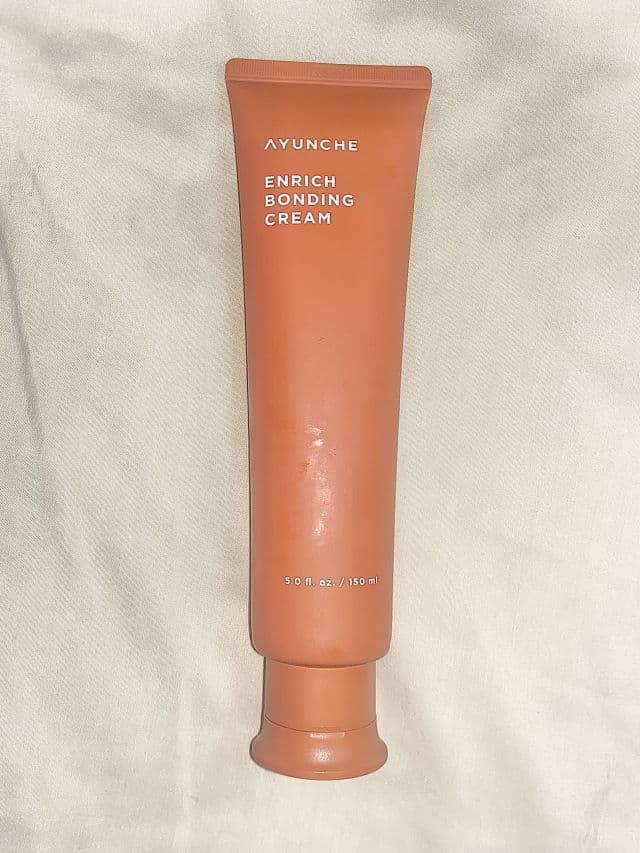 AYUNCHE
ENRICH
BONDING
CREAM
5.0 fl. oz. / 150 ml